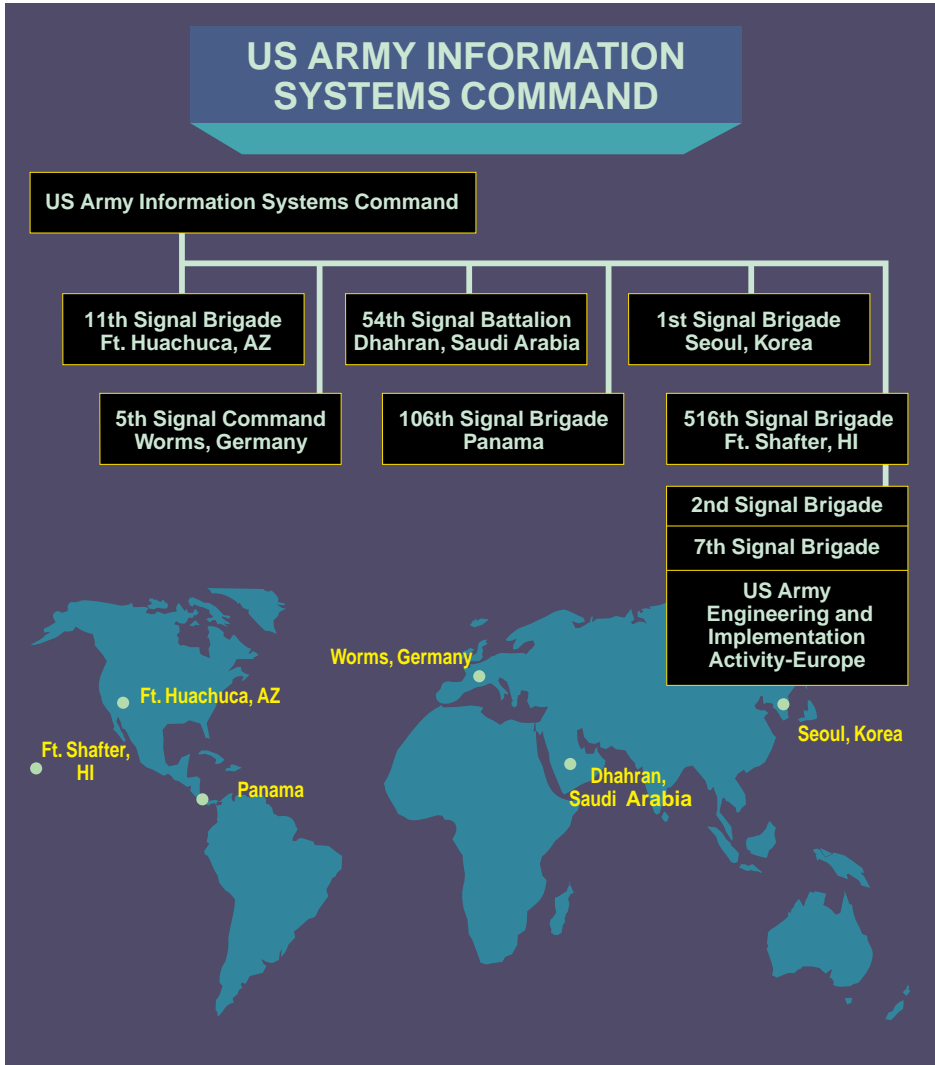 US ARMY INFORMATION
SYSTEMS COMMAND
US Army Information Systems Command
11th Signal Brigade
Ft. Huachuca, AZ
54th Signal Battalion
Dhahran, Saudi Arabia
1st Signal Brigade
Seoul, Korea
5th Signal Command
Worms, Germany
106th Signal Brigade
Panama
516th Signal Brigade
Ft. Shafter, HI
2nd Signal Brigade
7th Signal Brigade
US Army
Engineering and
Implementation
Activity-Europe
Worms, Germany
Ft. Huachuca, AZ
Seoul, Korea
Ft. Shafter,
HI
Panama
Dhahran,
Saudi Arabia